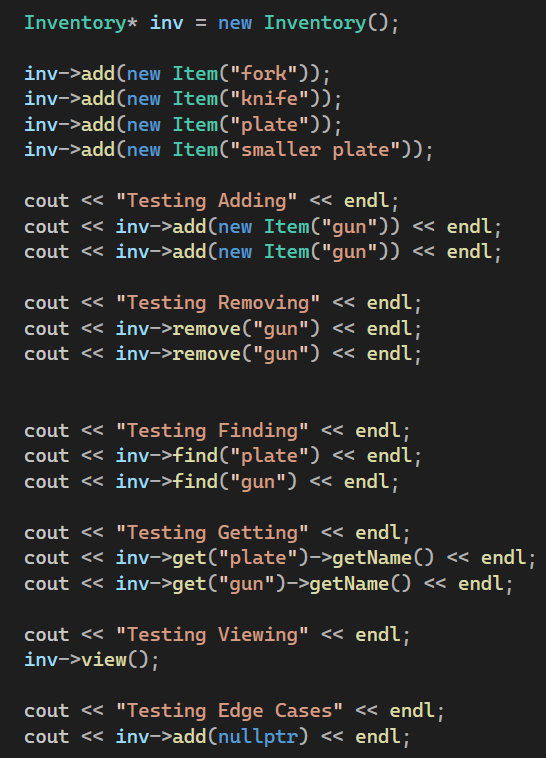 Inventory* inv = new Inventory();
inv->add(new Item("fork"));
inv->add(new Item("knife"));
inv->add(new Item("plate"));
inv->add(new Item("smaller plate"));
cout << "Testing Adding" << endl;
cout << inv->add(new Item("gun")) << endl;
cout << inv->add(new Item("gun")) << endl;
cout << "Testing Removing" << endl;
cout << inv->remove("gun") << endl;
cout << inv->remove("gun") << endl;
cout << "Testing Finding" << endl;
cout << inv->find("plate") << endl;
cout << inv->find("gun") << endl;
cout << "Testing Getting" << endl;
cout << inv->get("plate")->getName() << endl;
cout << inv->get("gun")->getName() << endl;
cout << "Testing Viewing" << endl;
inv->view();
cout << "Testing Edge Cases" << endl;
cout << inv->add(nullptr) << endl;